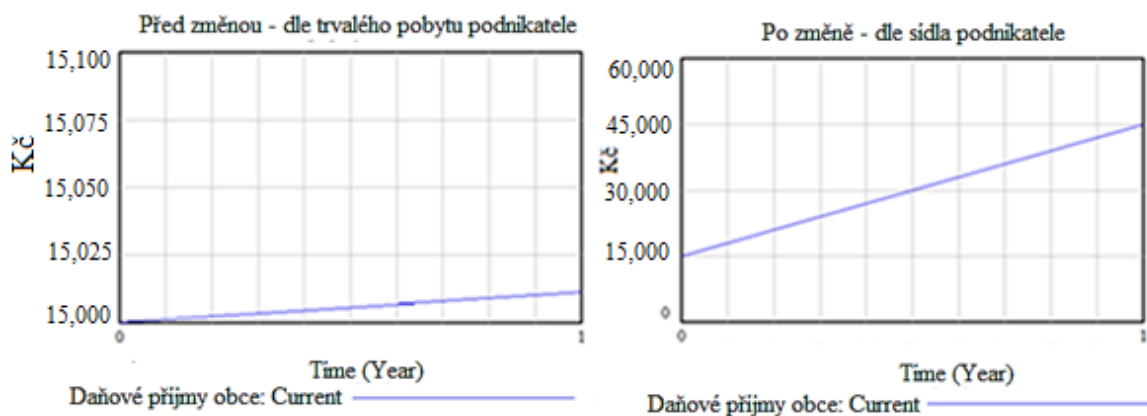 Před změnou - dle trvalého pobytu podnikatele
15,100
15,075
15,050
15,025
15,000
Kč
0 1
Time (Year)
Daňové příjmy obce: Current
Po změně - dle sídla podnikatele
60,000
45,000
30,000
15,000
0
Kč
0 1
Time (Year)
Daňové příjmy obce: Current